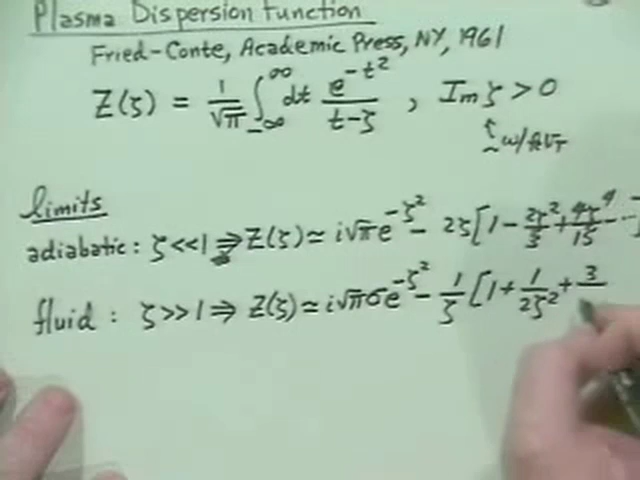 Plasma Dispersion Function
Fried-Conte, Academic Press, NY, 1961
Z(ζ) = 1/√π ∫_{-∞}^{∞} dt e^{-t²}/(t-ζ) , Im ζ > 0
~ω/kv_T
limits
adiabatic: ζ<<1 ⇒ Z(ζ) ≃ i√π e^{-ζ²} - 2ζ[1 - 2ζ²/3 + 4ζ⁴/15 - ...]
fluid: ζ>>1 ⇒ Z(ζ) ≃ i√π σ e^{-ζ²} - 1/ζ [1 + 1/2ζ² + 3